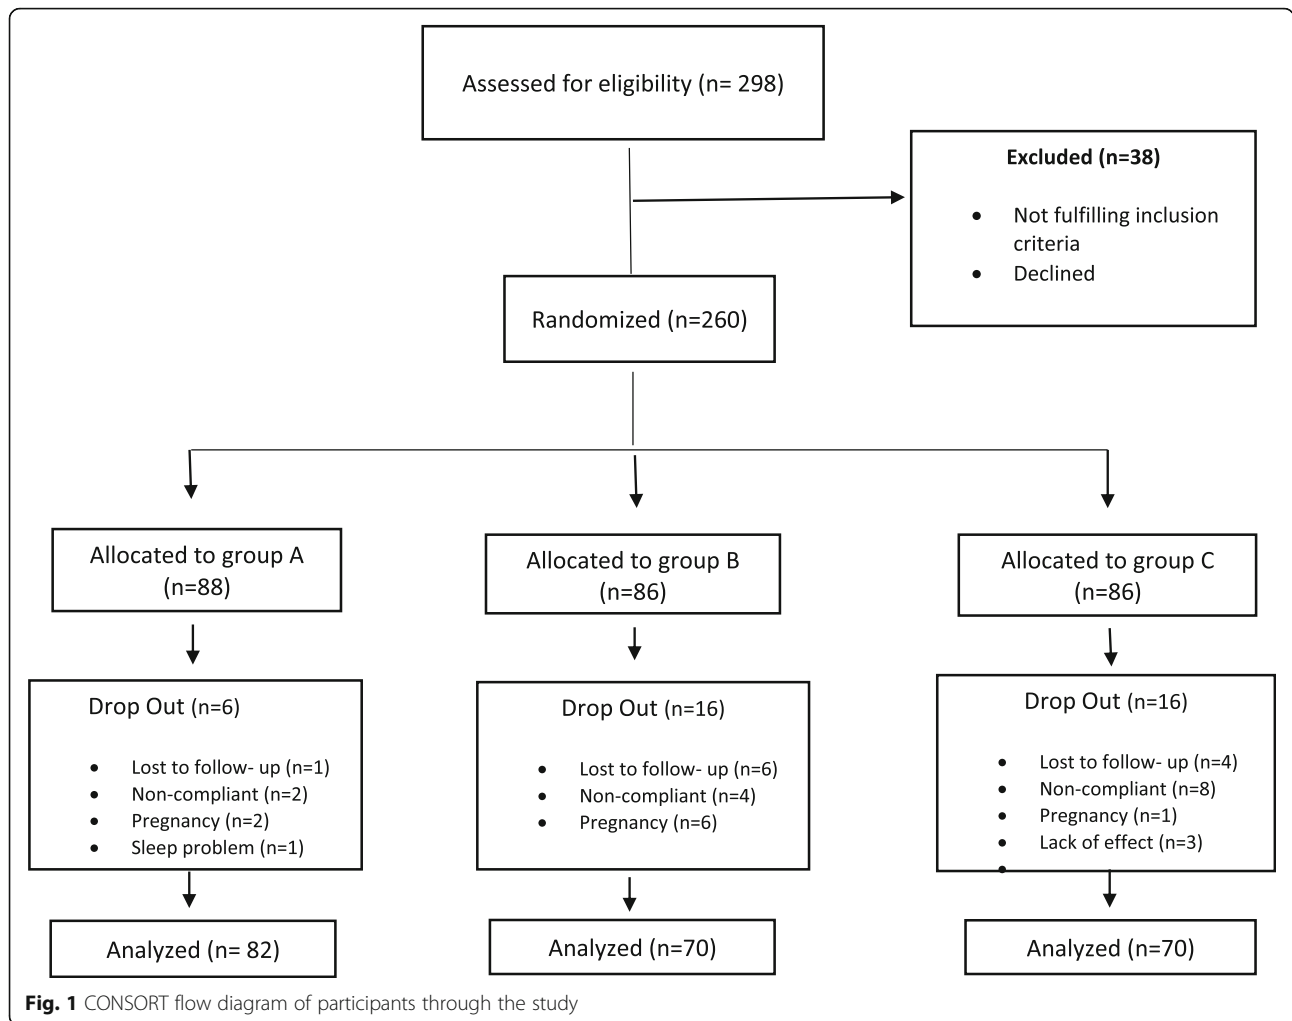 Assessed for eligibility (n= 298)
Excluded (n=38)
• Not fulfilling inclusion
criteria
• Declined
Randomized (n=260)
Allocated to group A
(n=88)
Allocated to group B
(n=86)
Allocated to group C
(n=86)
Drop Out (n=6)
• Lost to follow- up (n=1)
• Non-compliant (n=2)
• Pregnancy (n=2)
• Sleep problem (n=1)
Drop Out (n=16)
• Lost to follow- up (n=6)
• Non-compliant (n=4)
• Pregnancy (n=6)
Drop Out (n=16)
• Lost to follow- up (n=4)
• Non-compliant (n=8)
• Pregnancy (n=1)
• Lack of effect (n=3)
•
Analyzed (n= 82)
Analyzed (n=70)
Analyzed (n=70)
Fig. 1 CONSORT flow diagram of participants through the study